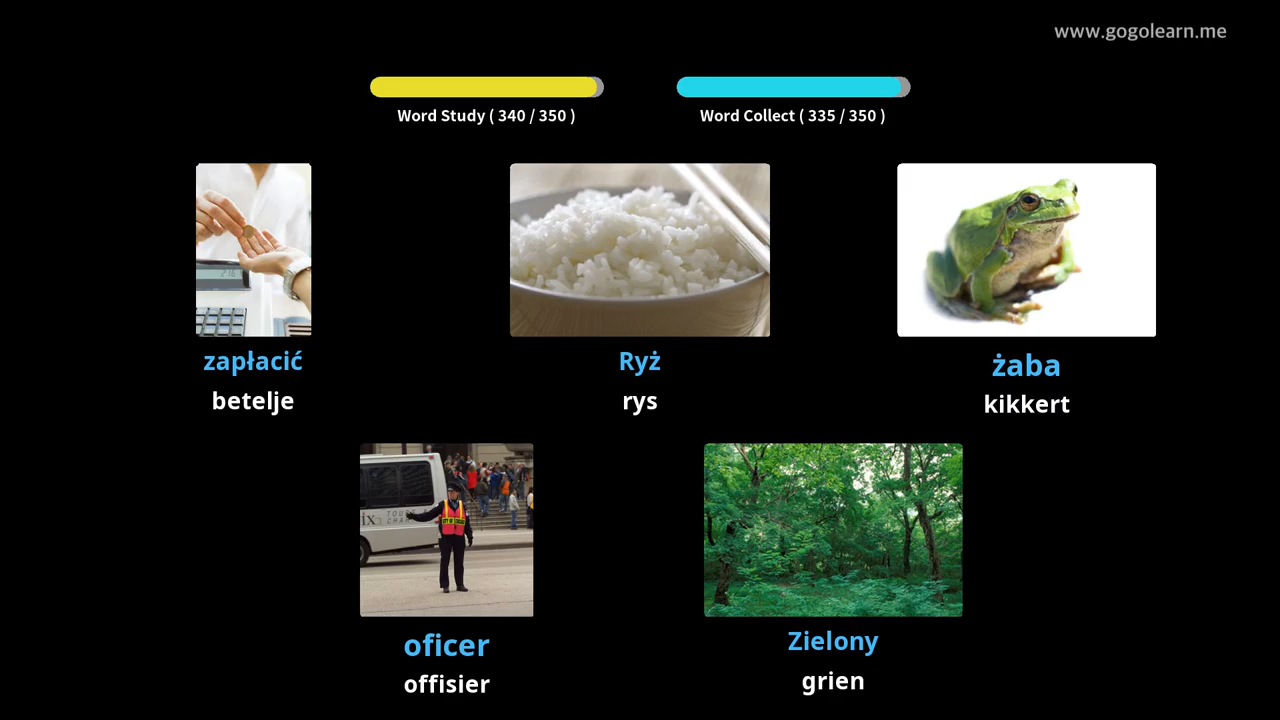 www.gogolearn.me
Word Study ( 340 / 350 )
Word Collect ( 335 / 350 )
zapłacić
betelje
Ryż
rys
żaba
kikkert
oficer
offisier
Zielony
grien